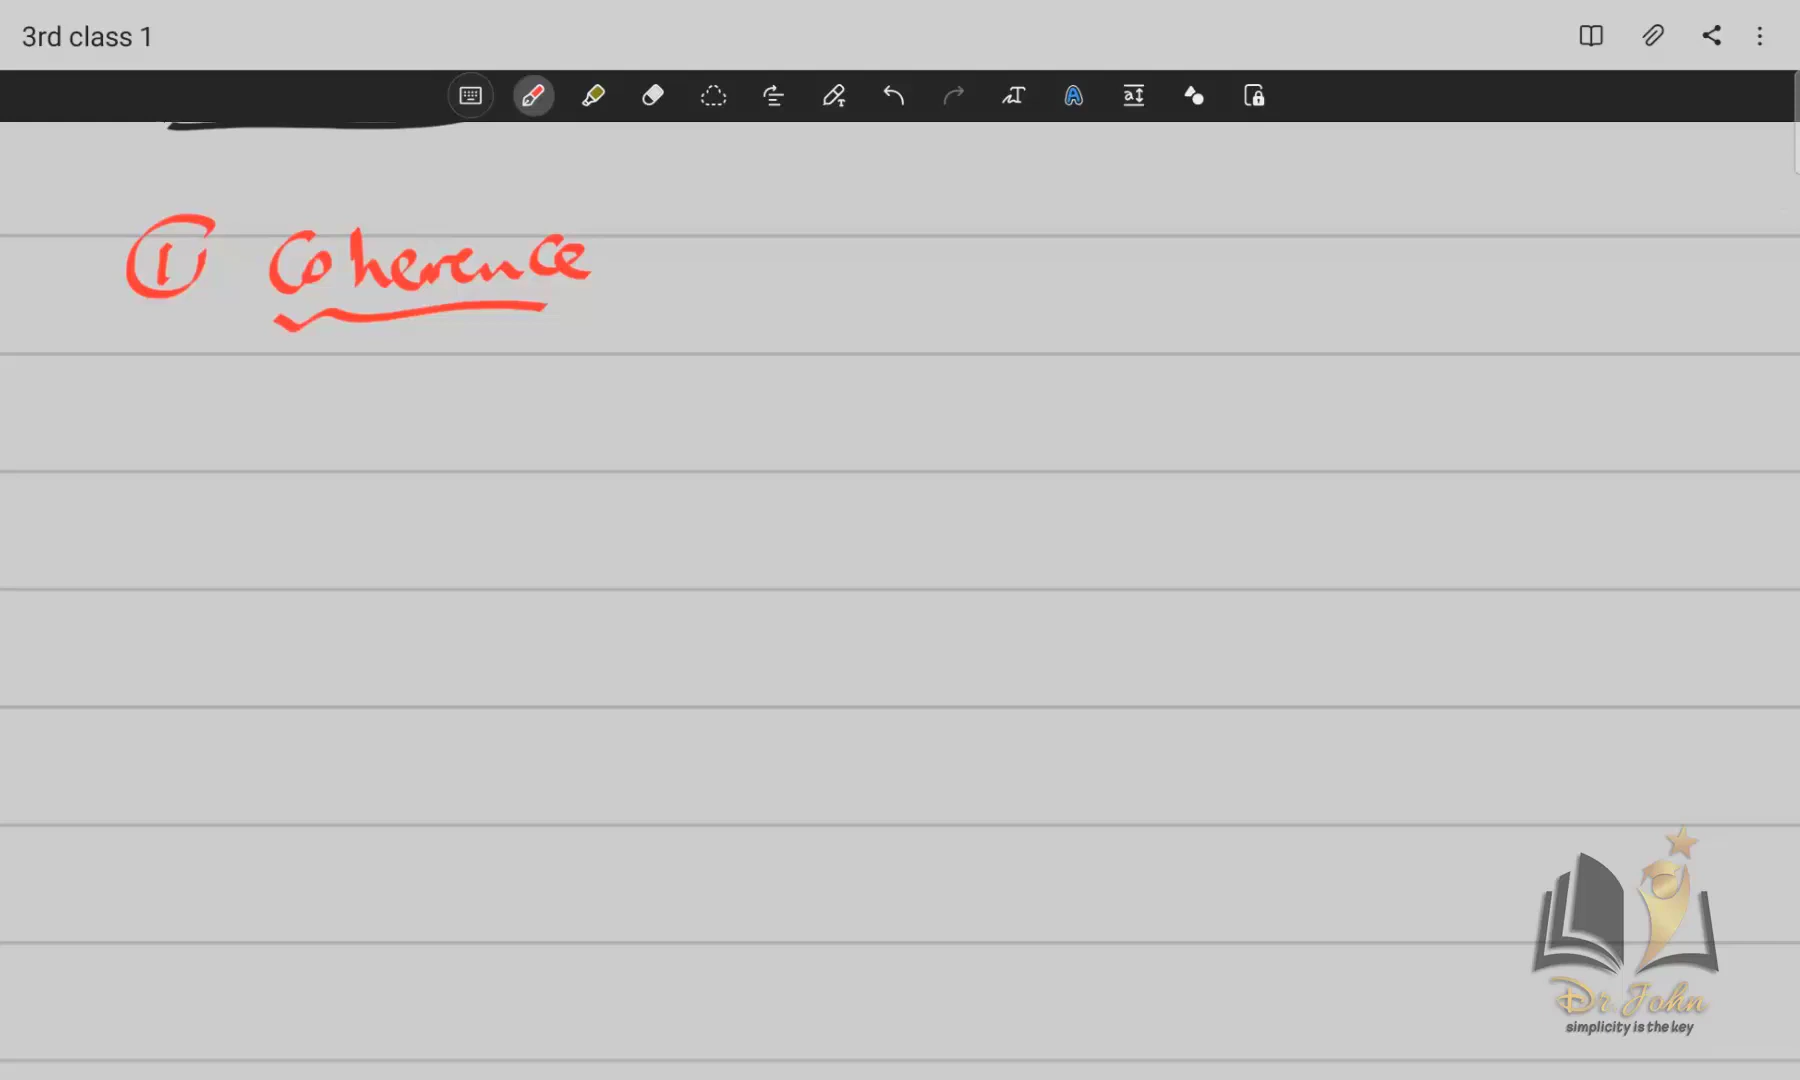 3rd class 1
① Coherence
Dr. John
simplicity is the key